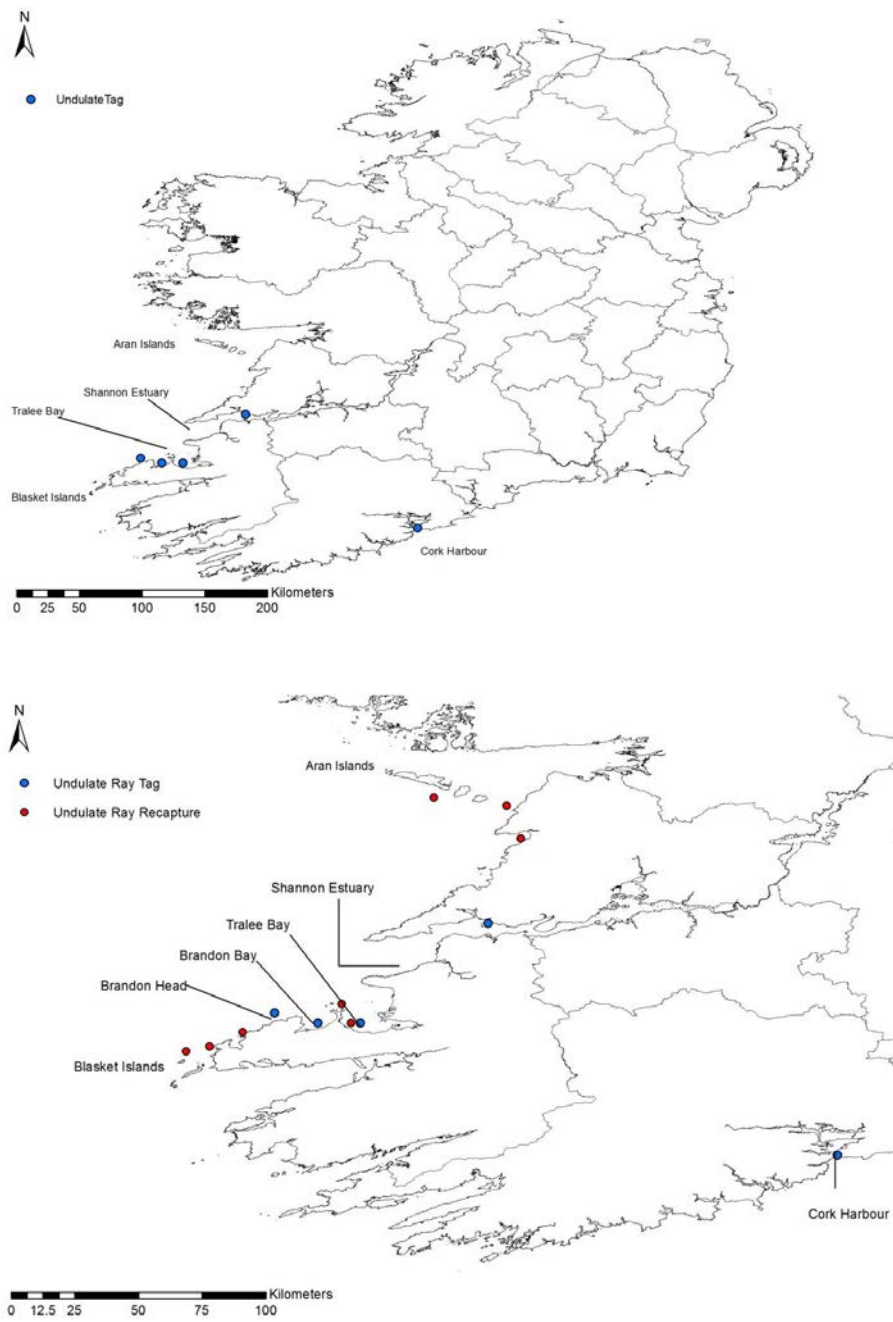 N
UndulateTag
Aran Islands
Shannon Estuary
Tralee Bay
Blasket Islands
Cork Harbour
Kilometers
0 25 50 100 150 200
N
Undulate Ray Tag
Undulate Ray Recapture
Aran Islands
Shannon Estuary
Tralee Bay
Brandon Bay
Brandon Head
Blasket Islands
Cork Harbour
Kilometers
0 12.5 25 50 75 100